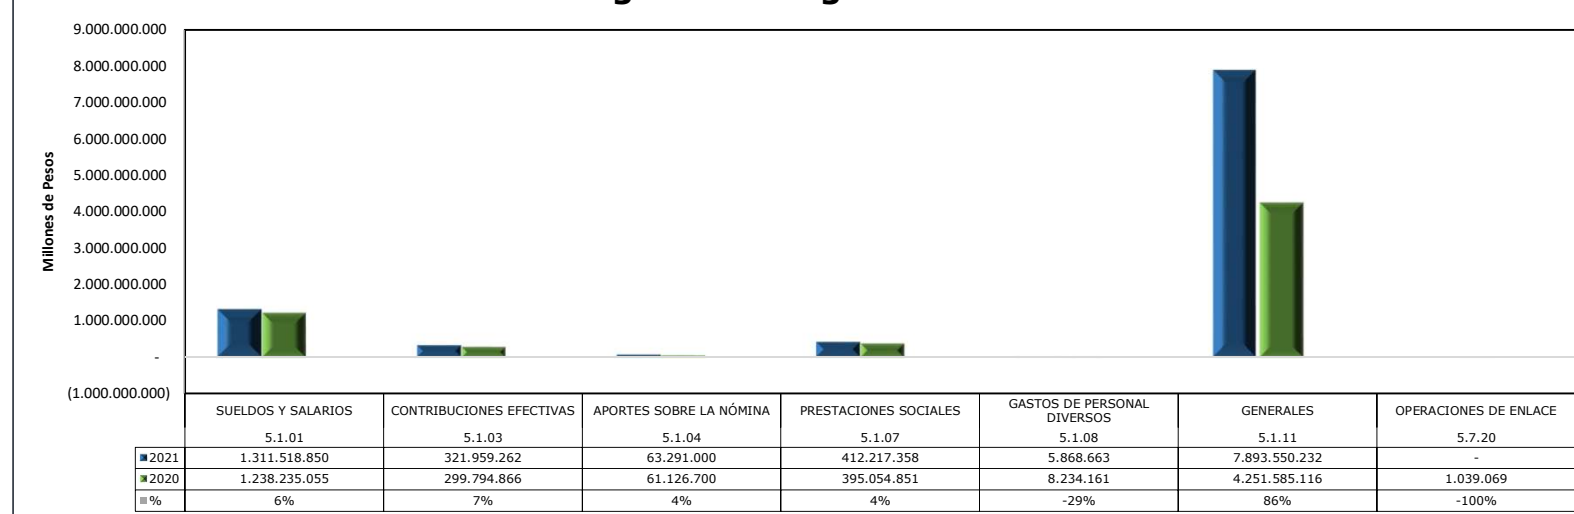 9.000.000.000
8.000.000.000
7.000.000.000
6.000.000.000
5.000.000.000
4.000.000.000
3.000.000.000
2.000.000.000
1.000.000.000
-
(1.000.000.000)
Millones de Pesos
SUELDOS Y SALARIOS CONTRIBUCIONES EFECTIVAS APORTES SOBRE LA NÓMINA PRESTACIONES SOCIALES GASTOS DE PERSONAL DIVERSOS GENERALES OPERACIONES DE ENLACE
5.1.01 5.1.03 5.1.04 5.1.07 5.1.08 5.1.11 5.7.20
2021 1.311.518.850 321.959.262 63.291.000 412.217.358 5.868.663 7.893.550.232 -
2020 1.238.235.055 299.794.866 61.126.700 395.054.851 8.234.161 4.251.585.116 1.039.069
% 6% 7% 4% 4% -29% 86% -100%